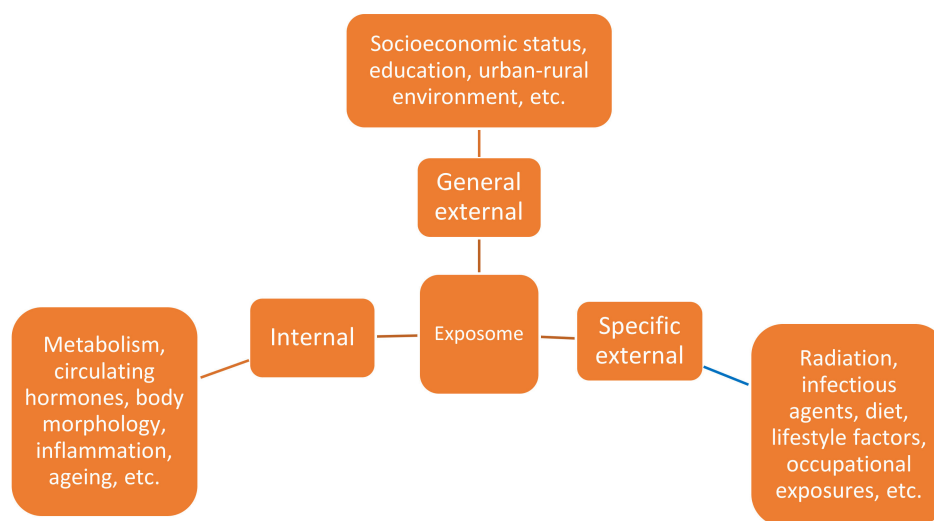 Socioeconomic status,
education, urban-rural
environment, etc.
General
external
Internal
Exposome
Specific
external
Metabolism,
circulating
hormones, body
morphology,
inflammation,
ageing, etc.
Radiation,
infectious
agents, diet,
lifestyle factors,
occupational
exposures, etc.